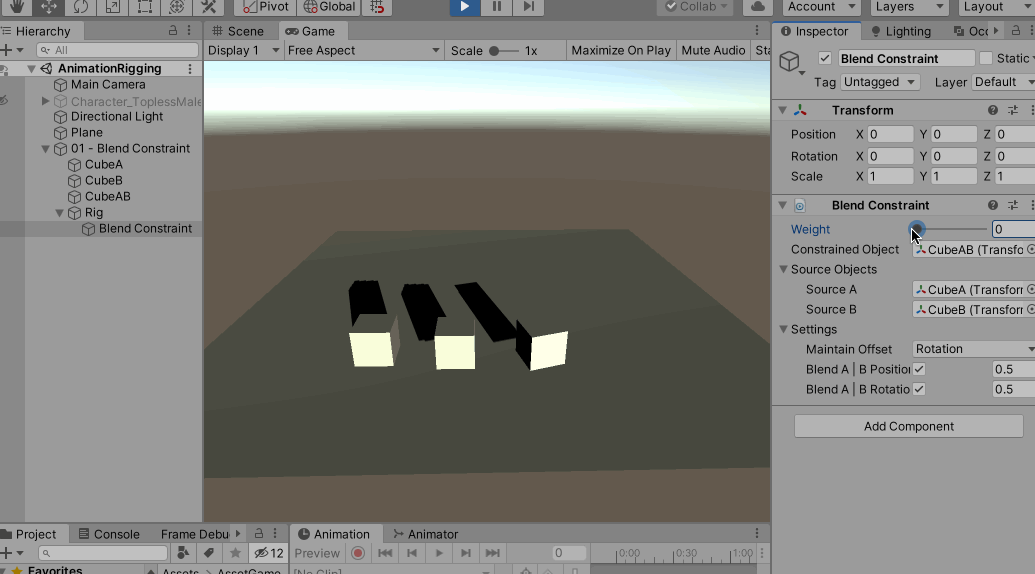 Pivot Global Collab Account Layers Layout
Hierarchy
All
AnimationRigging
Main Camera
Character_ToplessMale
Directional Light
Plane
01 - Blend Constraint
CubeA
CubeB
CubeAB
Rig
Blend Constraint
Scene Game
Display 1 Free Aspect Scale 1x Maximize On Play Mute Audio Sta
Inspector Lighting Occ
Blend Constraint Static
Tag Untagged Layer Default
Transform
Position X 0 Y 0 Z 0
Rotation X 0 Y 0 Z 0
Scale X 1 Y 1 Z 1
Blend Constraint
Weight 0
Constrained Object CubeAB (Transfo
Source Objects
Source A CubeA (Transfor
Source B CubeB (Transfor
Settings
Maintain Offset Rotation
Blend A | B Position 0.5
Blend A | B Rotatio 0.5
Add Component
Project Console Frame Debu
12
Favorites Assets AssetGame
Animation Animator
Preview 0 0:00 0:30 1:00
[No Clip]